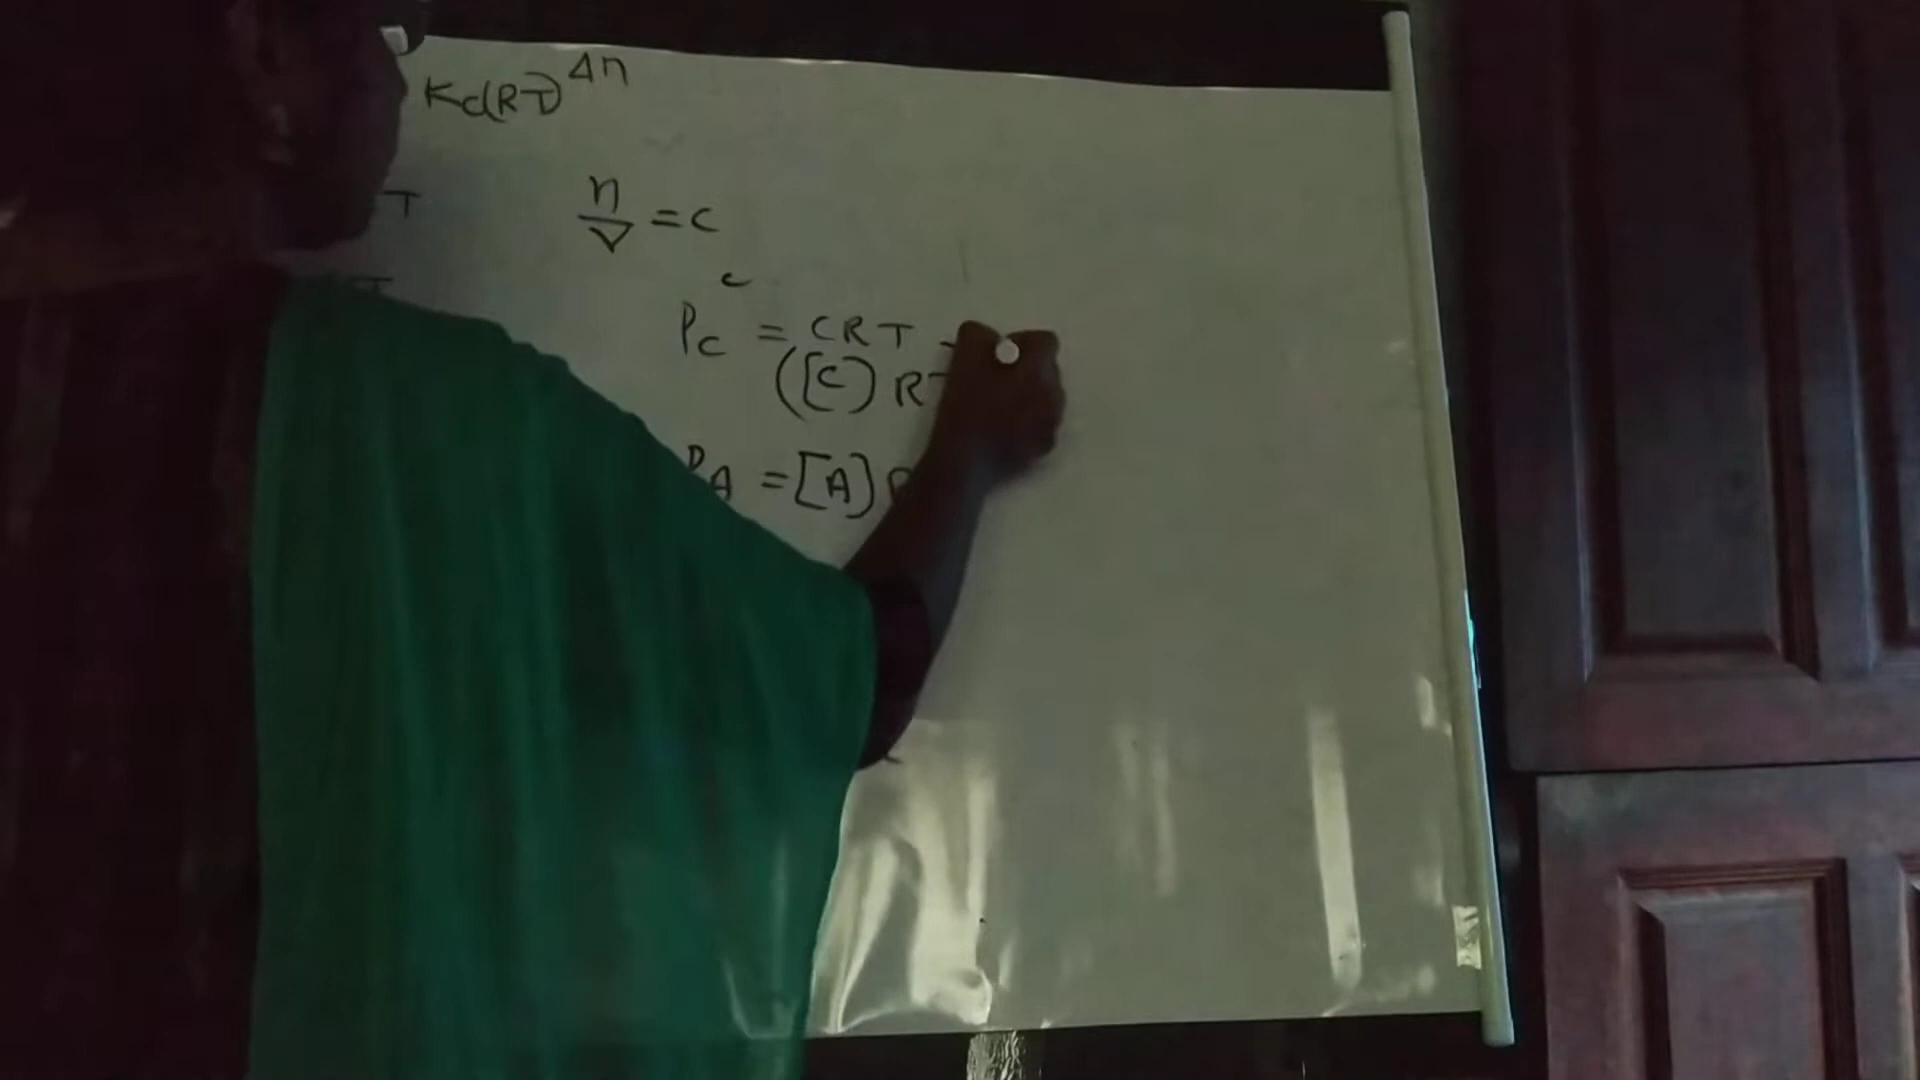 Kc(RT)^Δn
T
n/V = C
T
c
Pc = CRT
([C] RT
PA = [A] R